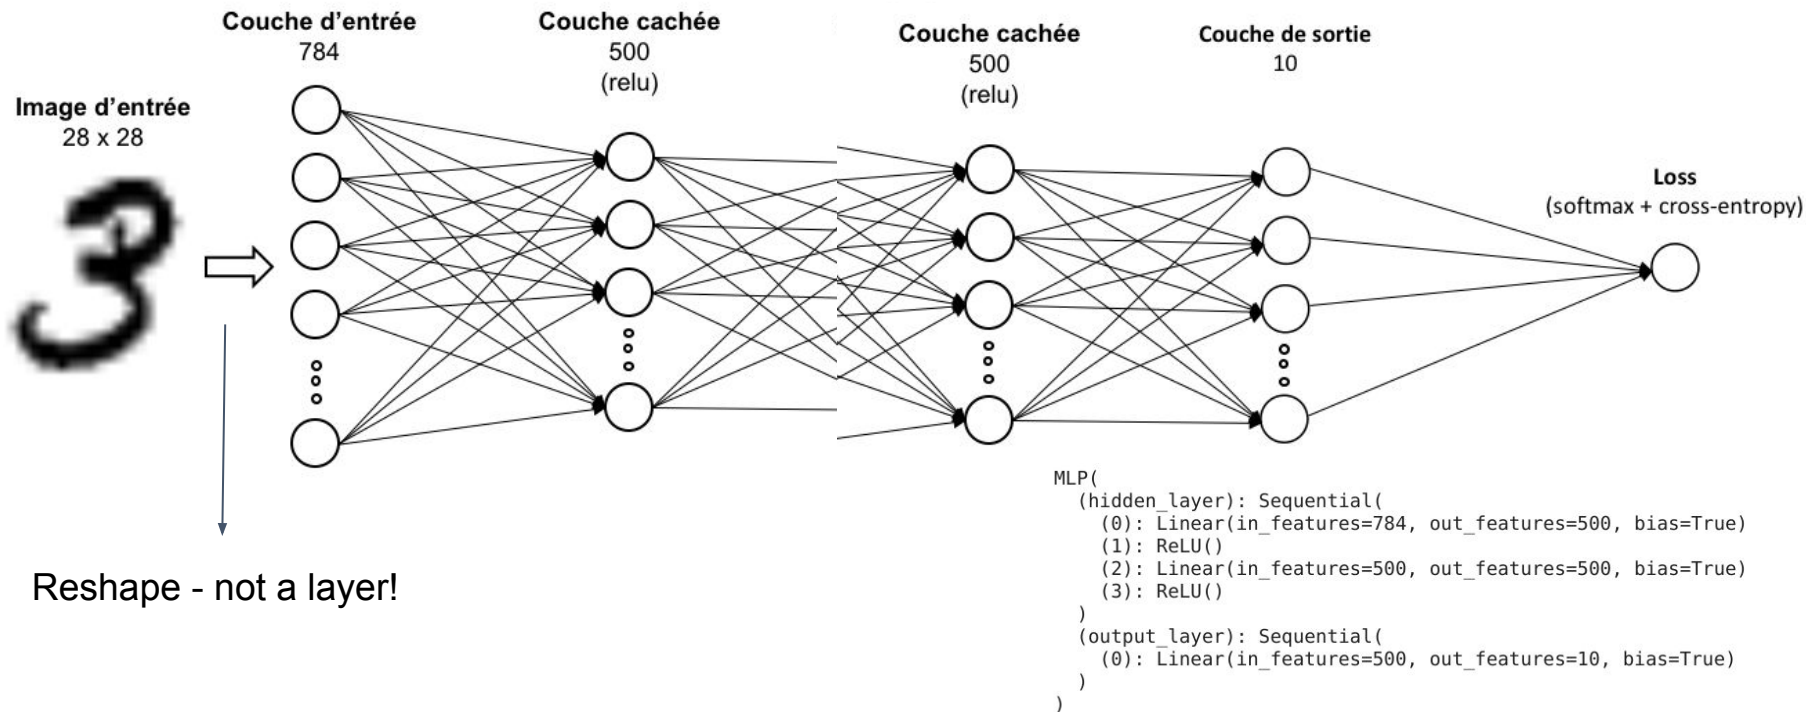 Couche d'entrée
784
Couche cachée
500
(relu)
Couche cachée
500
(relu)
Couche de sortie
10
Image d'entrée
28 x 28
Loss
(softmax + cross-entropy)
Reshape - not a layer!
MLP(
  (hidden_layer): Sequential(
    (0): Linear(in_features=784, out_features=500, bias=True)
    (1): ReLU()
    (2): Linear(in_features=500, out_features=500, bias=True)
    (3): ReLU()
  )
  (output_layer): Sequential(
    (0): Linear(in_features=500, out_features=10, bias=True)
  )
)
3